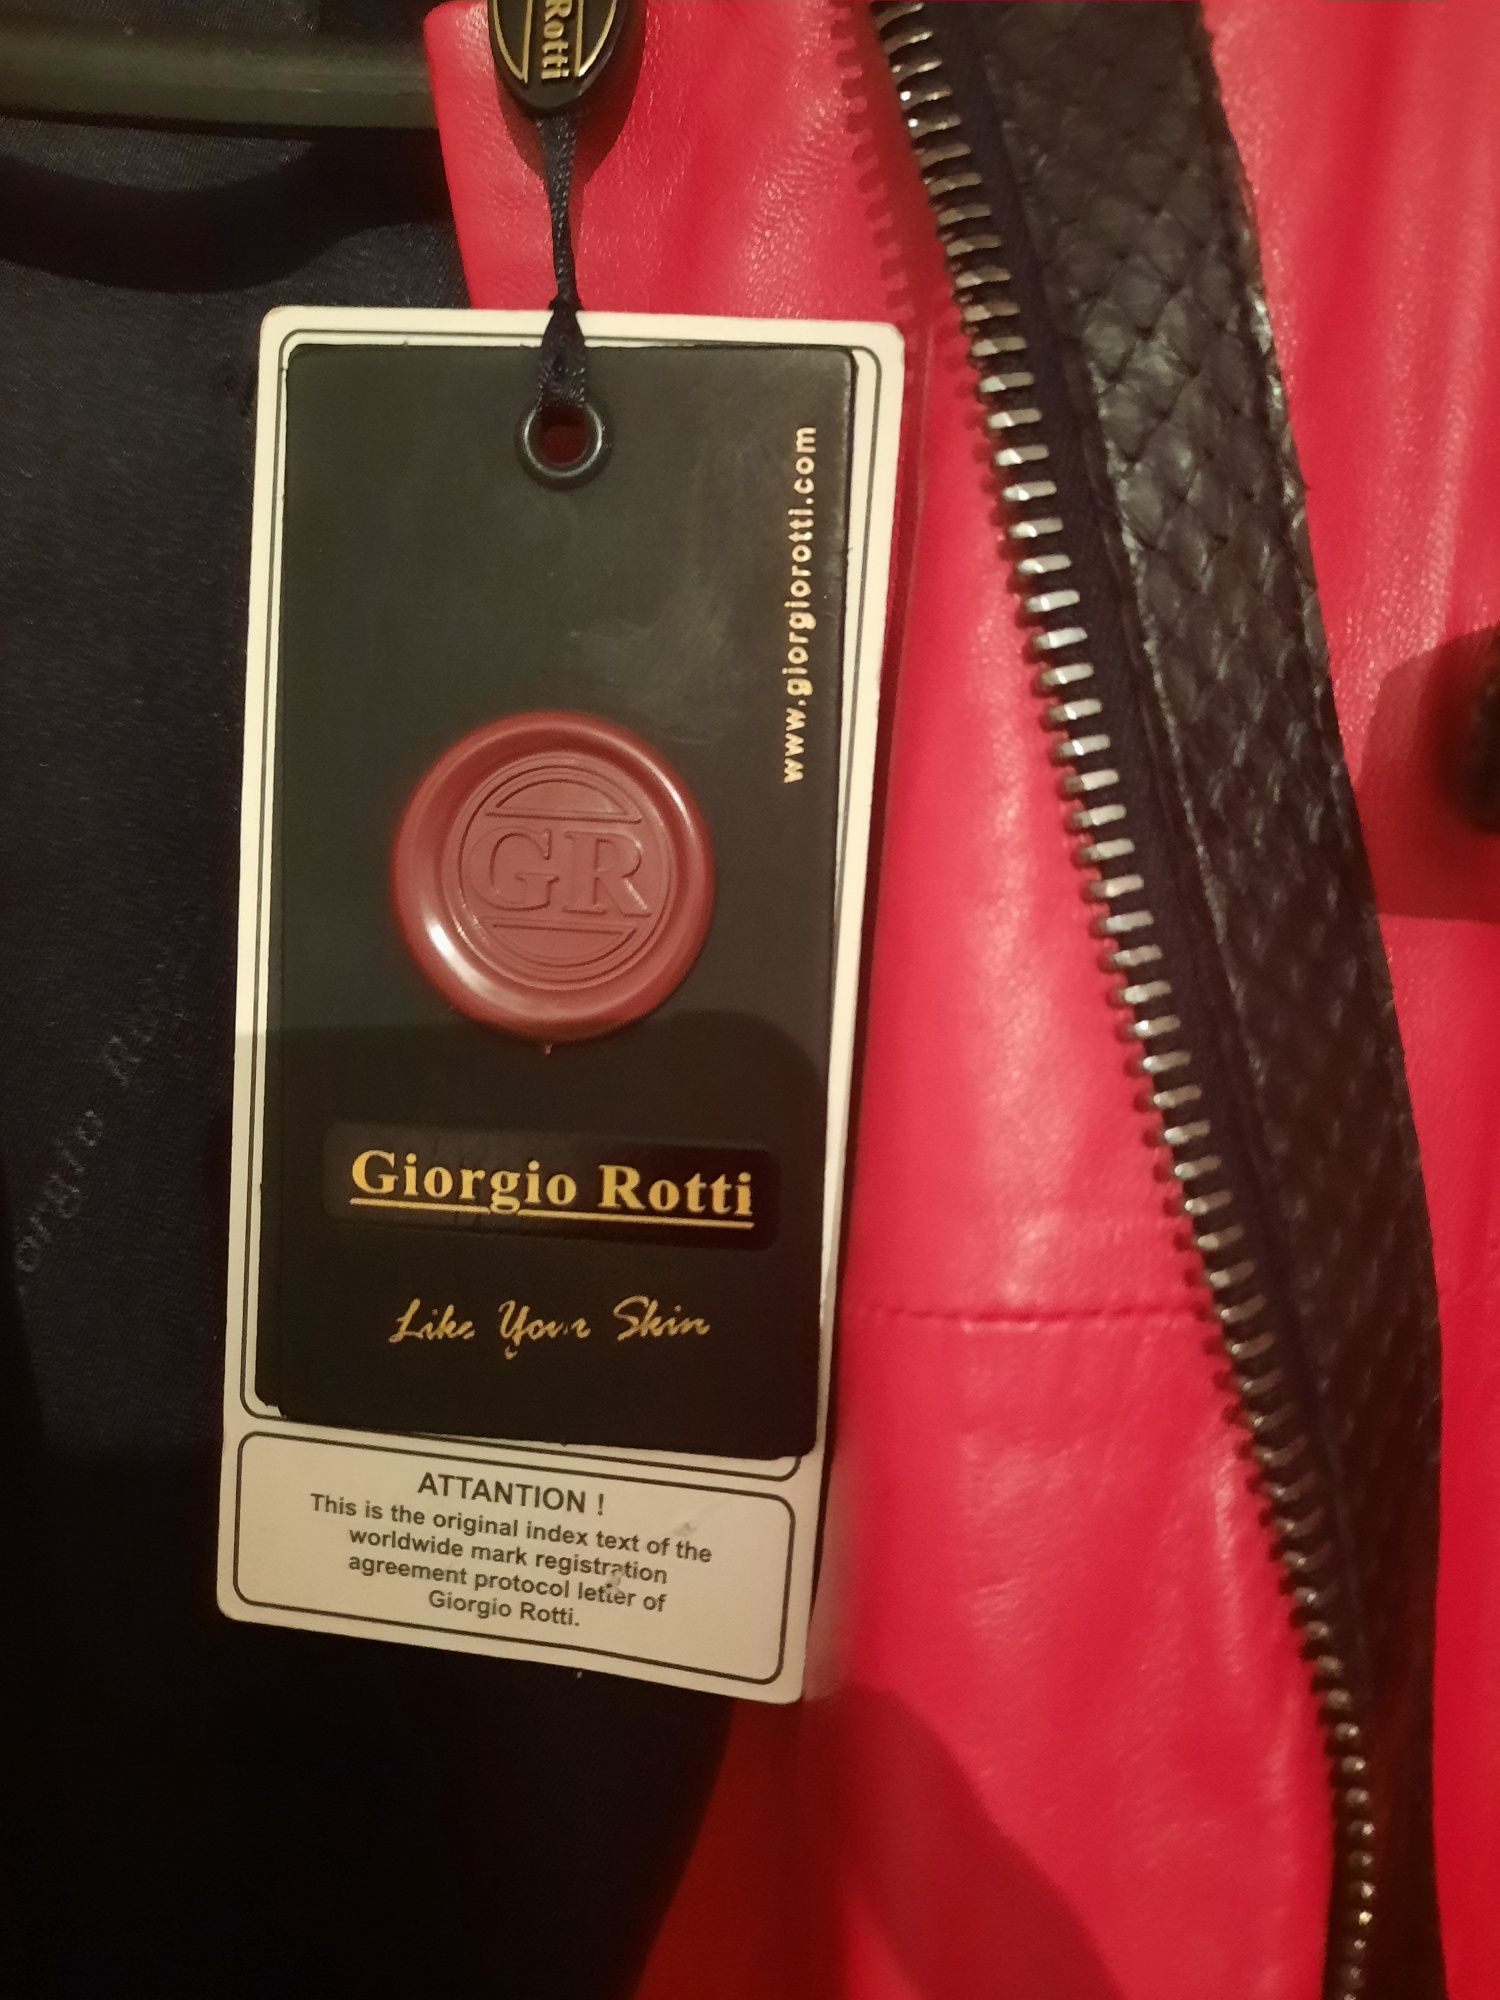 Rotti
www.giorgiorotti.com
GR
Giorgio Rotti
Like Your Skin
ATTANTION !
This is the original index text of the
worldwide mark registration
agreement protocol letter of
Giorgio Rotti.